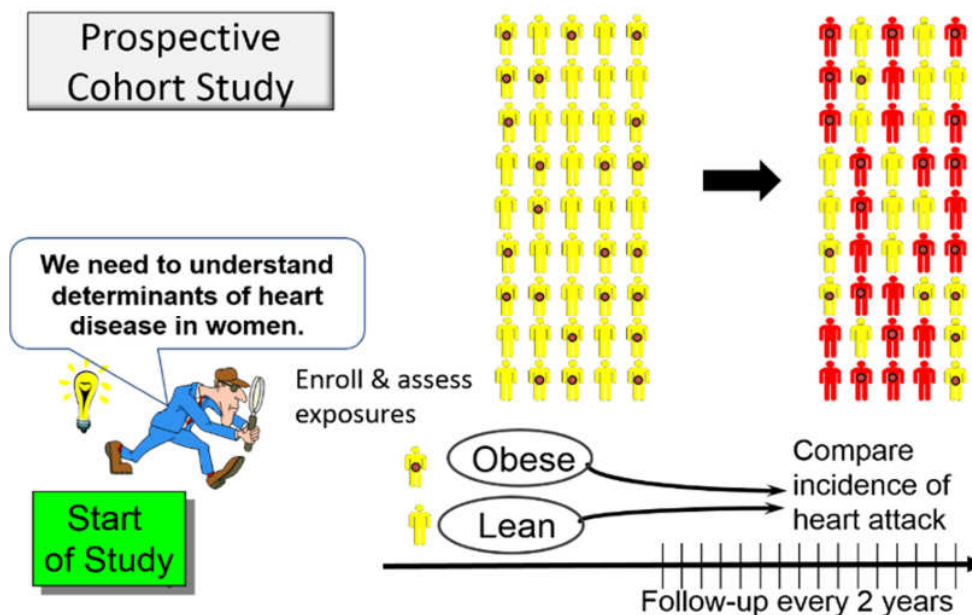 Prospective
Cohort Study
We need to understand
determinants of heart
disease in women.
Enroll & assess
exposures
Start
of Study
Obese
Lean
Compare
incidence of
heart attack
Follow-up every 2 years